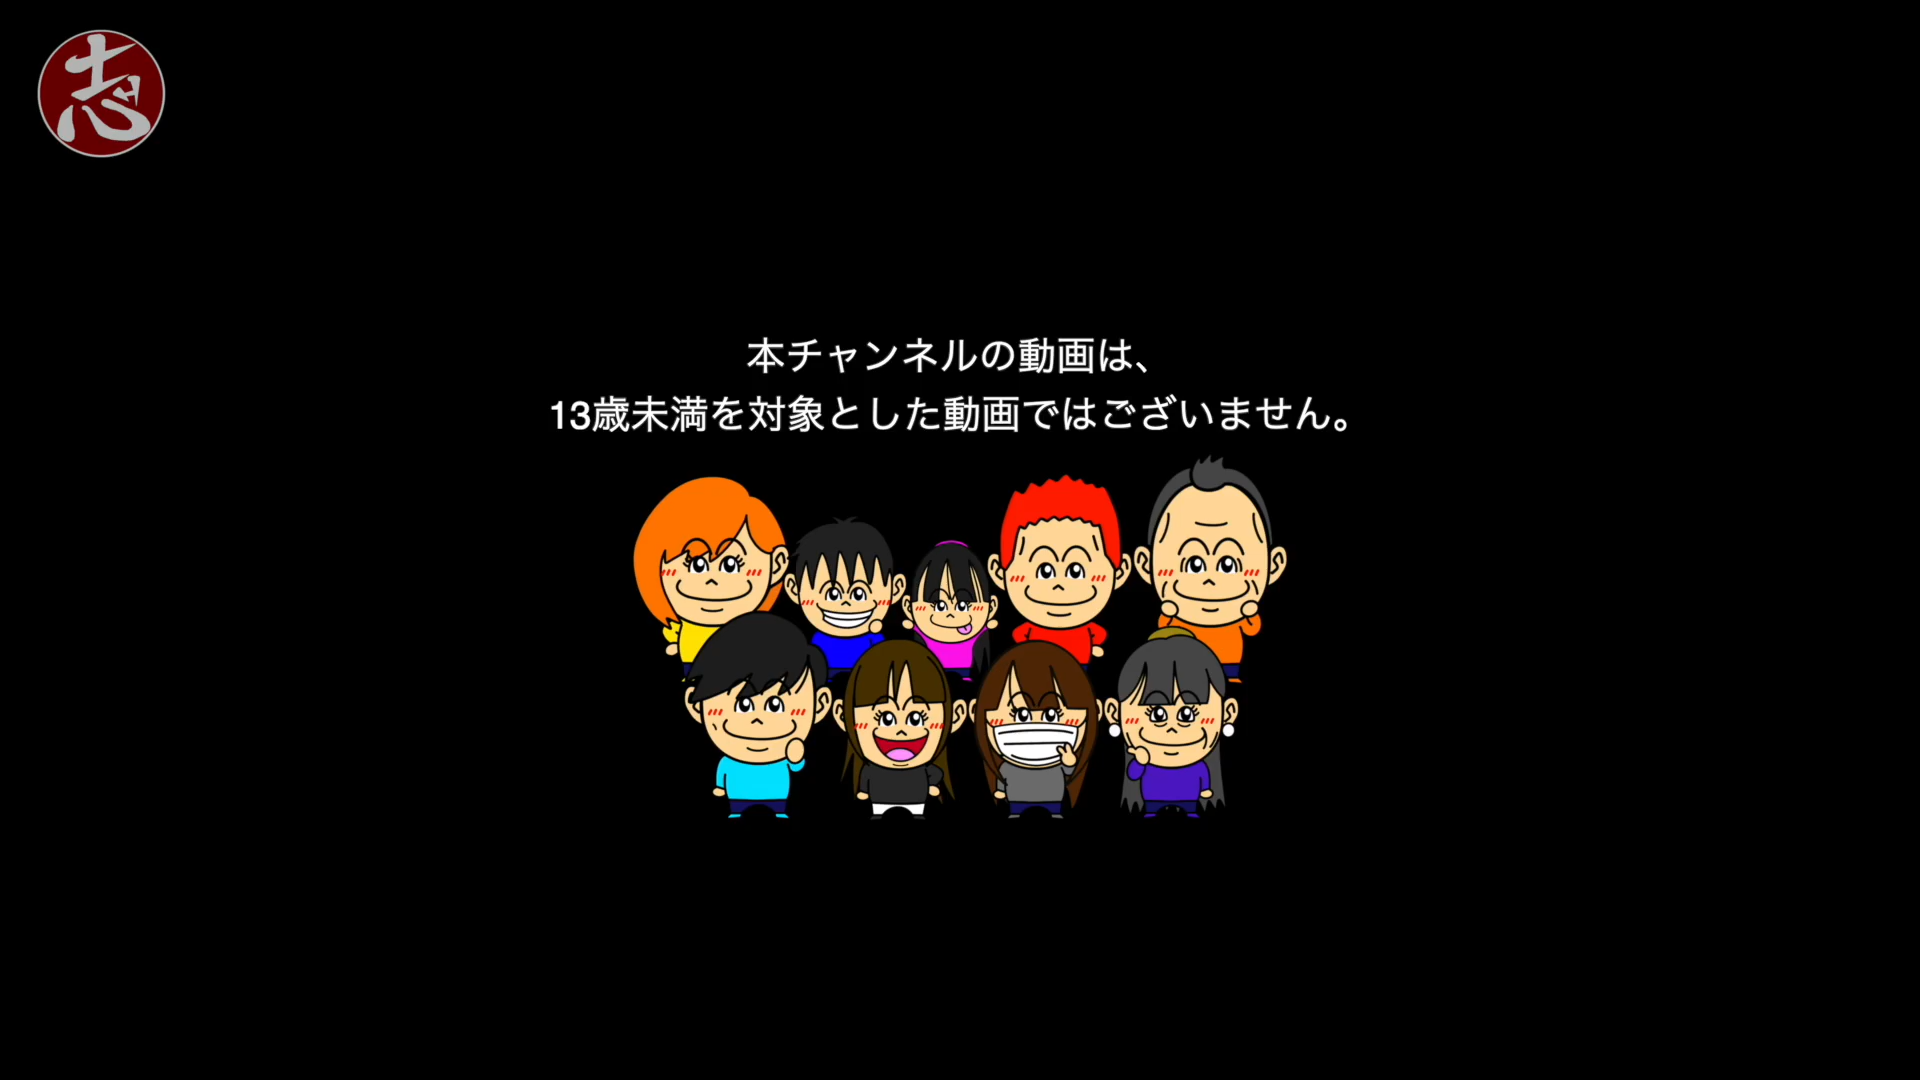 志
本チャンネルの動画は、
13歳未満を対象とした動画ではございません。